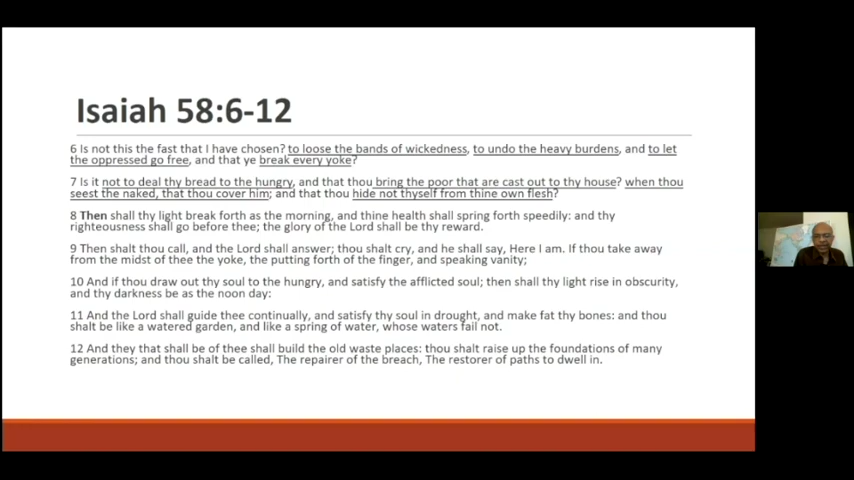 Isaiah 58:6-12
6 Is not this the fast that I have chosen? to loose the bands of wickedness, to undo the heavy burdens, and to let
the oppressed go free, and that ye break every yoke?
7 Is it not to deal thy bread to the hungry, and that thou bring the poor that are cast out to thy house? when thou
seest the naked, that thou cover him; and that thou hide not thyself from thine own flesh?
8 Then shall thy light break forth as the morning, and thine health shall spring forth speedily: and thy
righteousness shall go before thee; the glory of the Lord shall be thy reward.
9 Then shalt thou call, and the Lord shall answer; thou shalt cry, and he shall say, Here I am. If thou take away
from the midst of thee the yoke, the putting forth of the finger, and speaking vanity;
10 And if thou draw out thy soul to the hungry, and satisfy the afflicted soul; then shall thy light rise in obscurity,
and thy darkness be as the noon day:
11 And the Lord shall guide thee continually, and satisfy thy soul in drought, and make fat thy bones: and thou
shalt be like a watered garden, and like a spring of water, whose waters fail not.
12 And they that shall be of thee shall build the old waste places: thou shalt raise up the foundations of many
generations; and thou shalt be called, The repairer of the breach, The restorer of paths to dwell in.